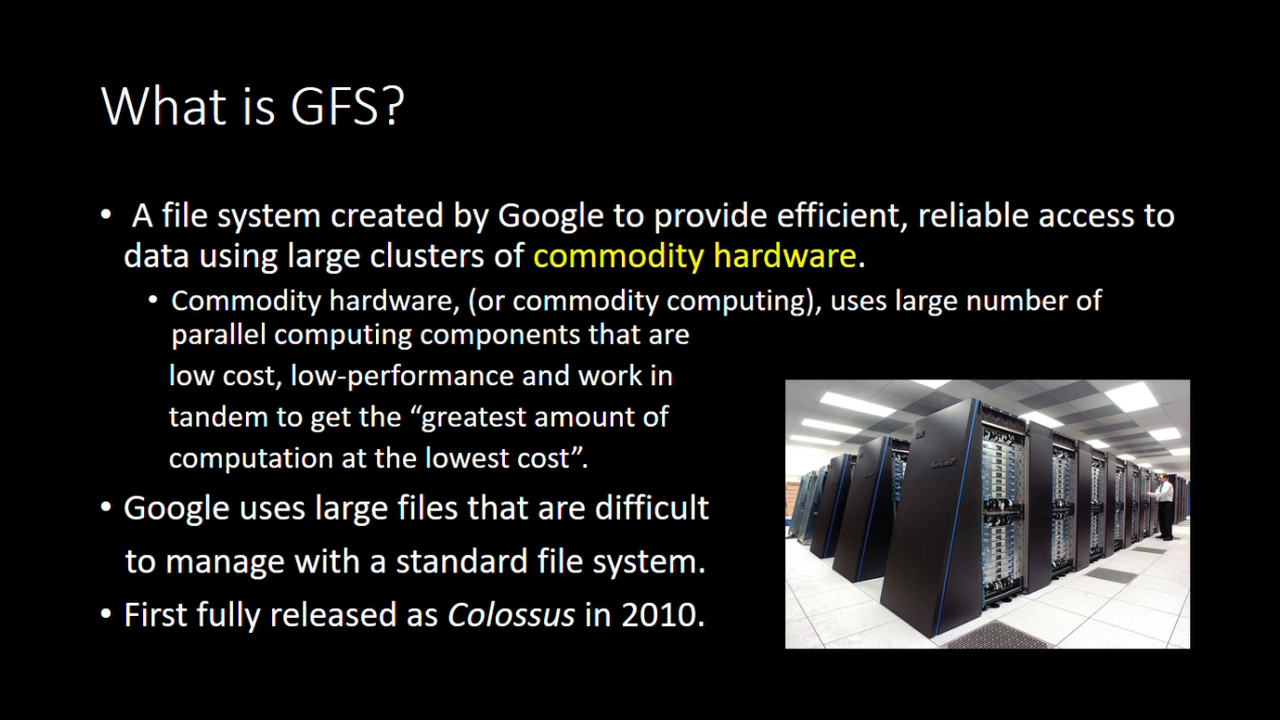 What is GFS?
• A file system created by Google to provide efficient, reliable access to
data using large clusters of commodity hardware.
• Commodity hardware, (or commodity computing), uses large number of
parallel computing components that are
low cost, low-performance and work in
tandem to get the “greatest amount of
computation at the lowest cost”.
• Google uses large files that are difficult
to manage with a standard file system.
• First fully released as Colossus in 2010.